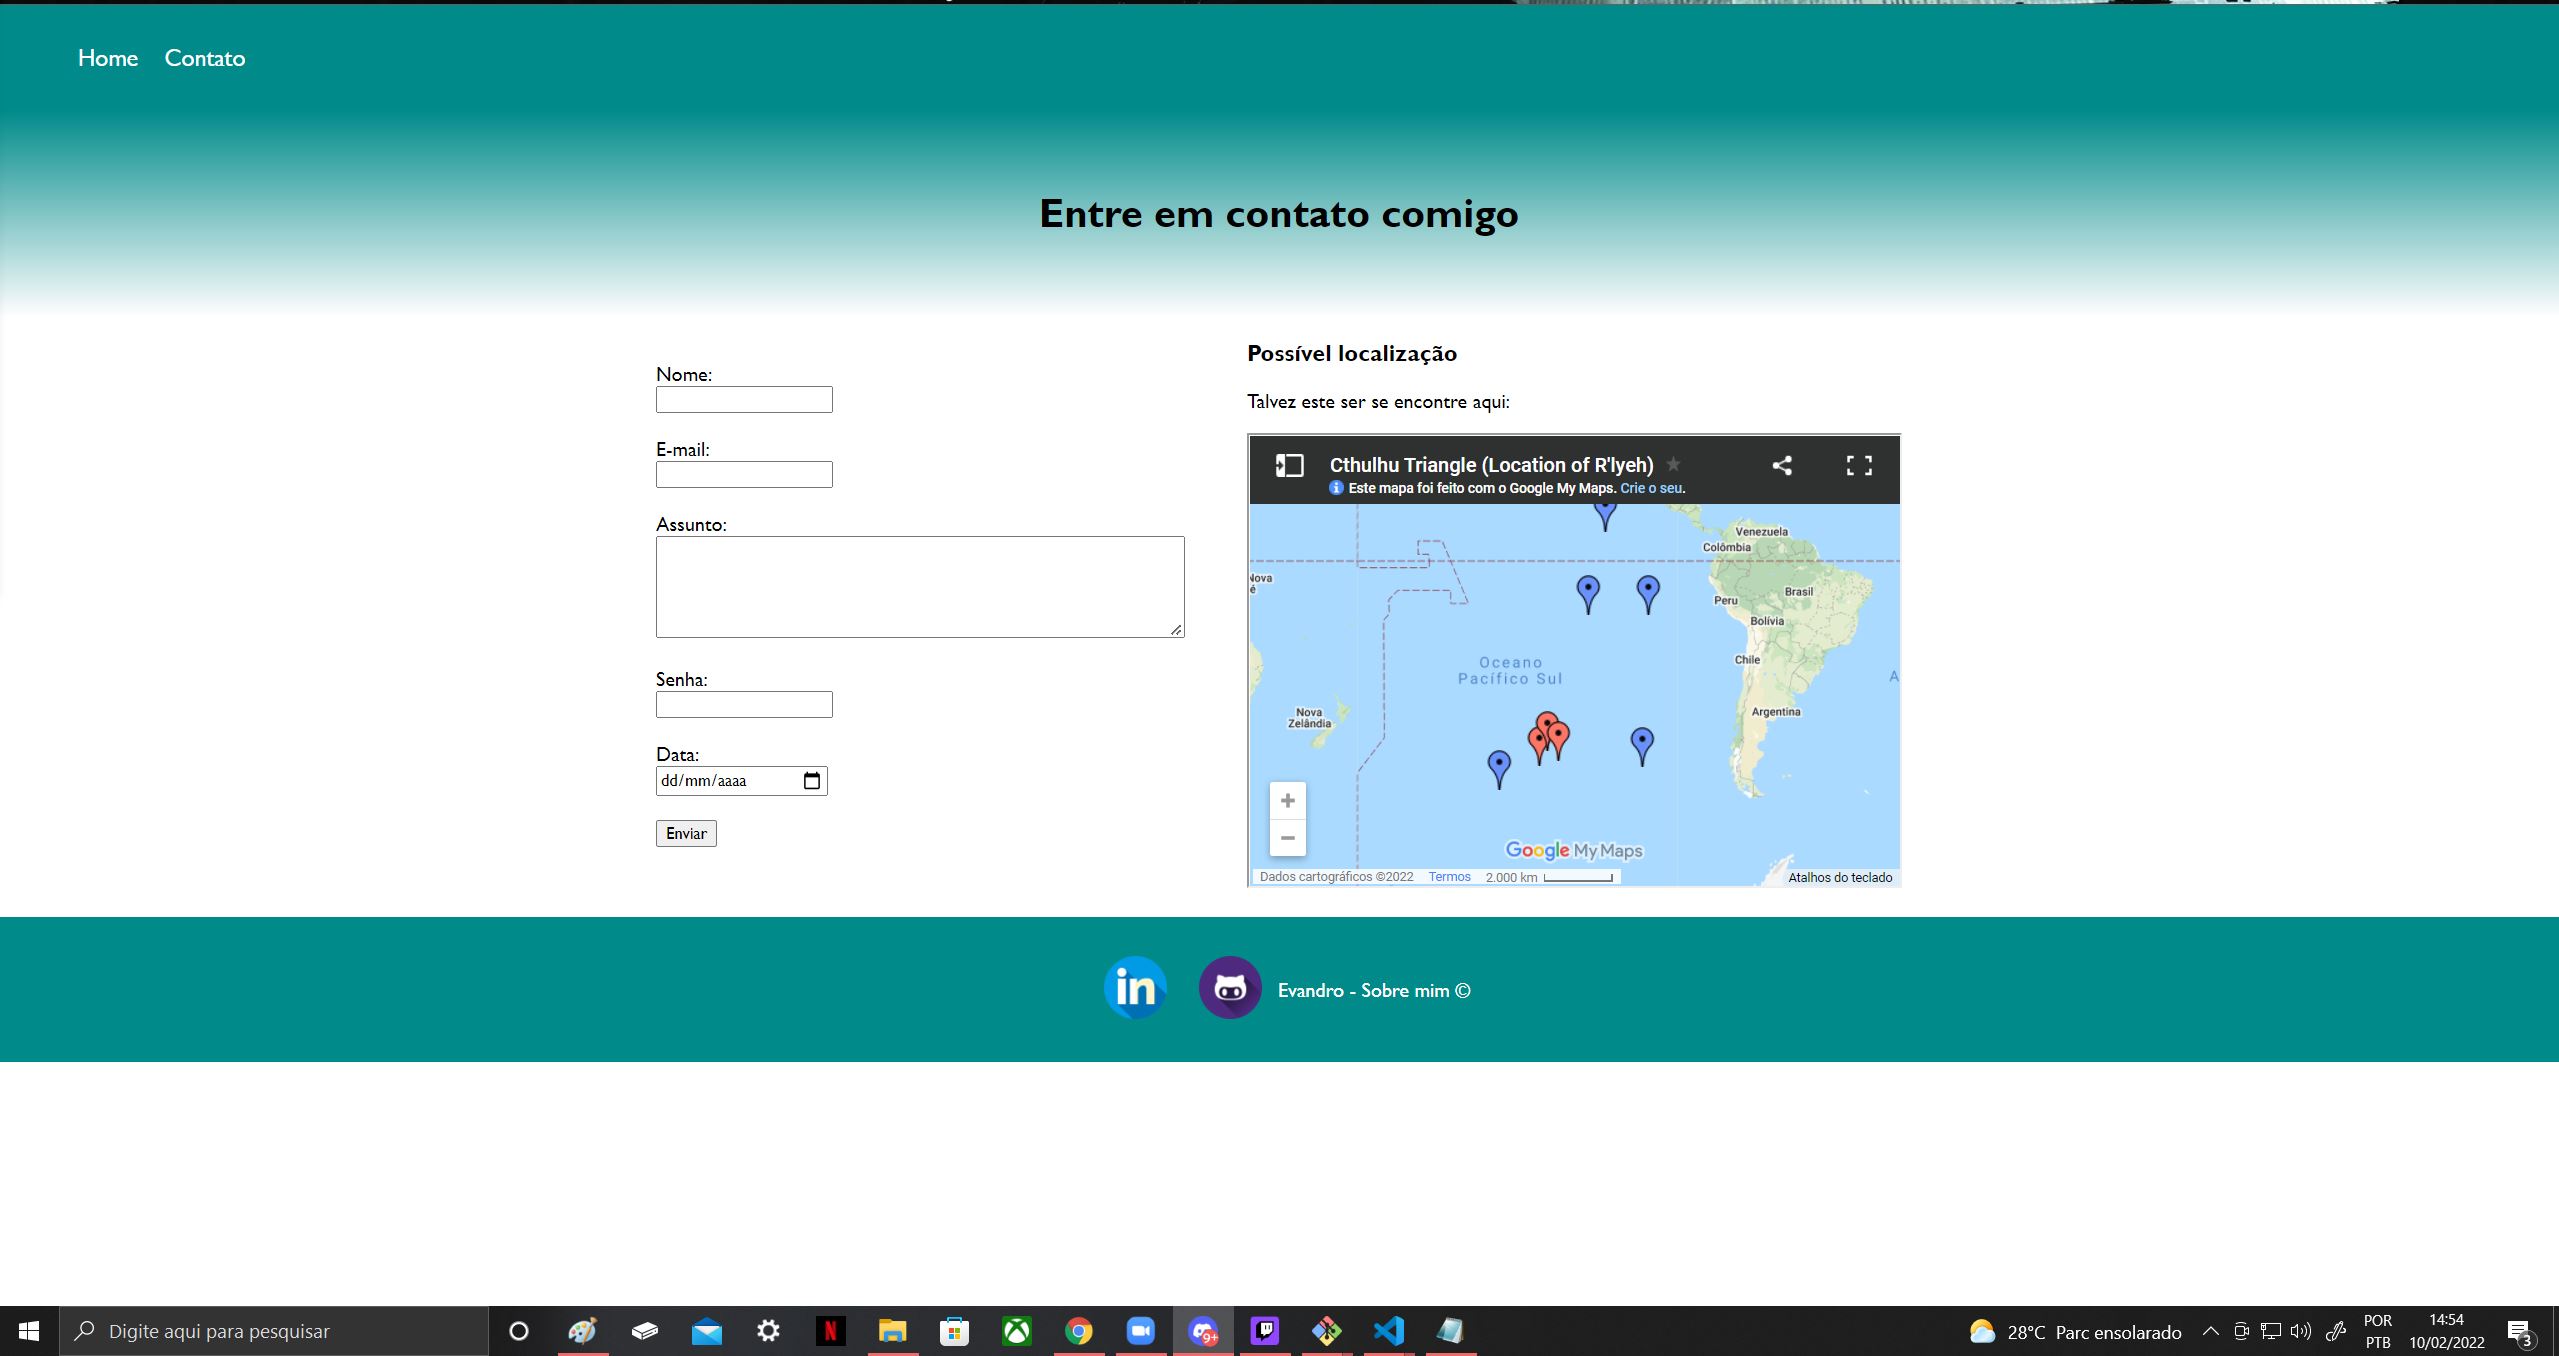 Home Contato
Entre em contato comigo
Nome:
E-mail:
Assunto:
Senha:
Data:
dd/mm/aaaa
Enviar
Possível localização
Talvez este ser se encontre aqui:
Cthulhu Triangle (Location of R'lyeh)
Este mapa foi feito com o Google My Maps. Crie o seu.
Venezuela
Colômbia
Nova
é
Peru
Brasil
Bolívia
Oceano
Pacífico Sul
Chile
A
Nova
Zelândia
Argentina
+
−
Google My Maps
Dados cartográficos ©2022 Termos 2.000 km
Atalhos do teclado
in
Evandro - Sobre mim ©
Digite aqui para pesquisar
N
9+
28°C Parc ensolarado
POR
PTB
14:54
10/02/2022
3